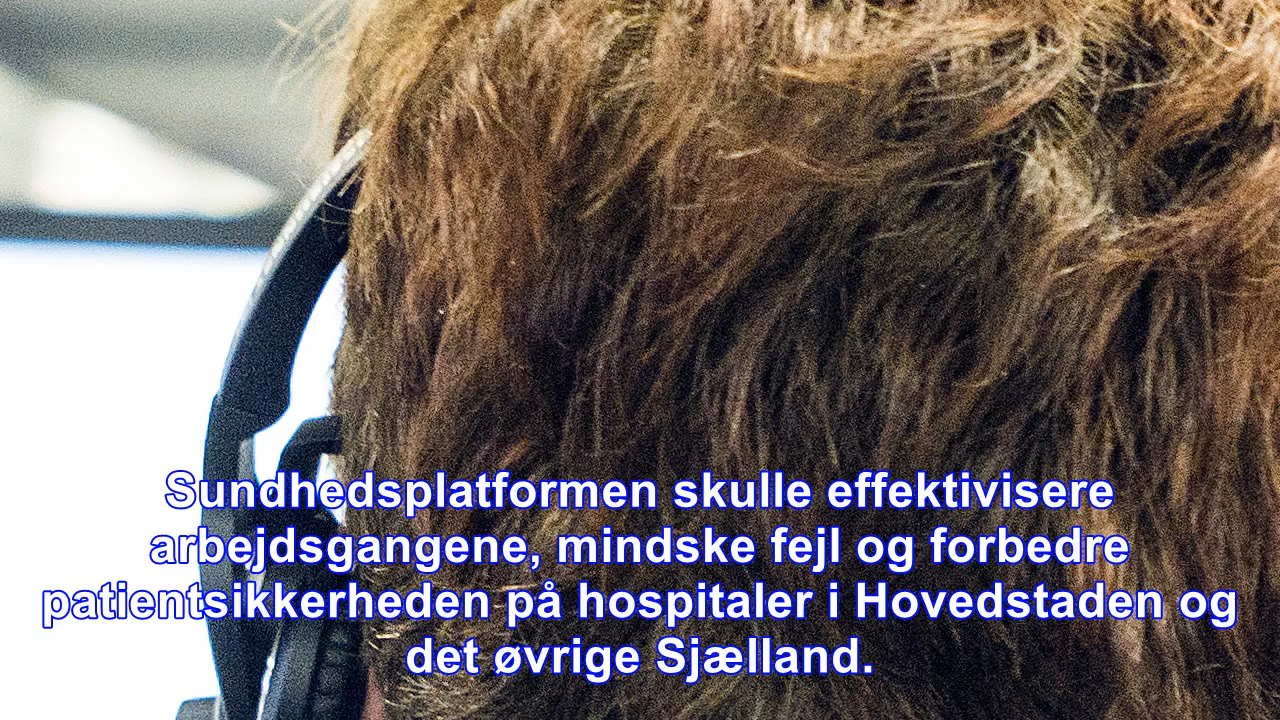 Sundhedsplatformen skulle effektivisere
arbejdsgangene, mindske fejl og forbedre
patientsikkerheden på hospitaler i Hovedstaden og
det øvrige Sjælland.